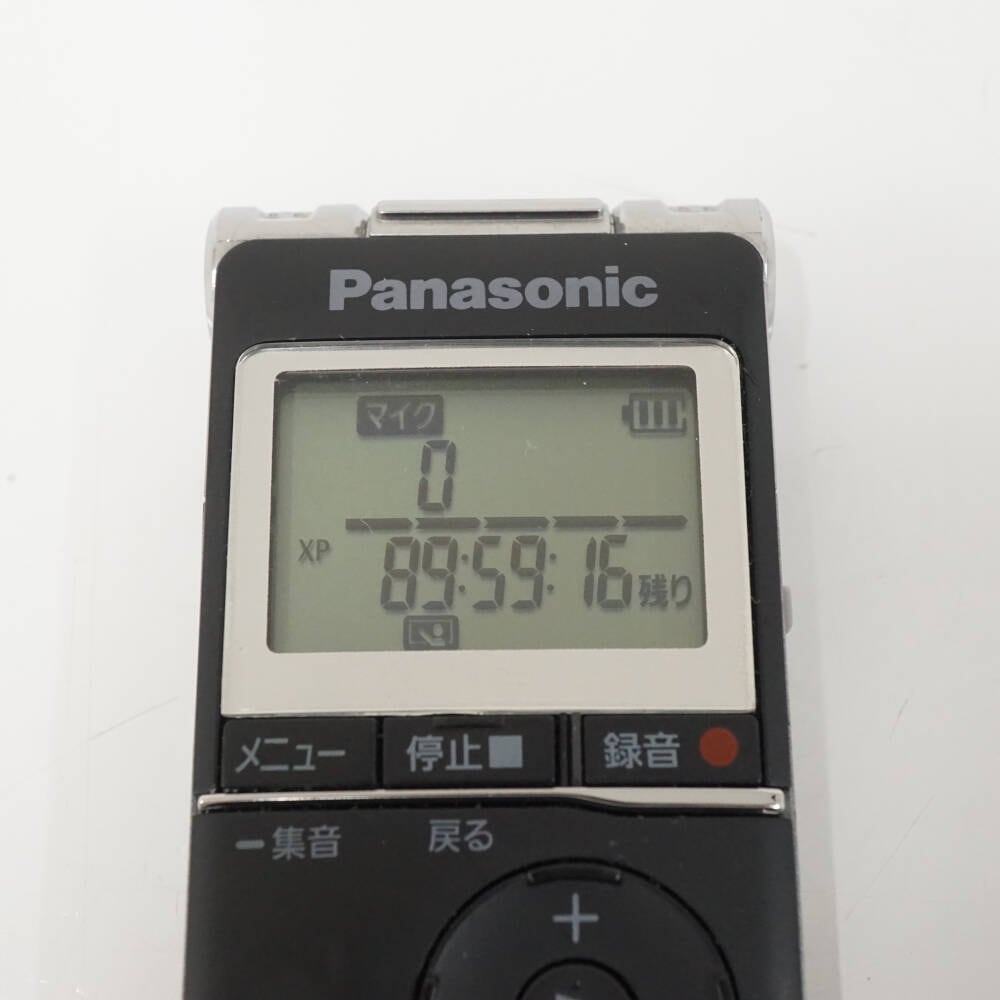 Panasonic
マイク
0
XP 89:59:16 残り
メニュー 停止■ 録音●
ー集音 戻る
+